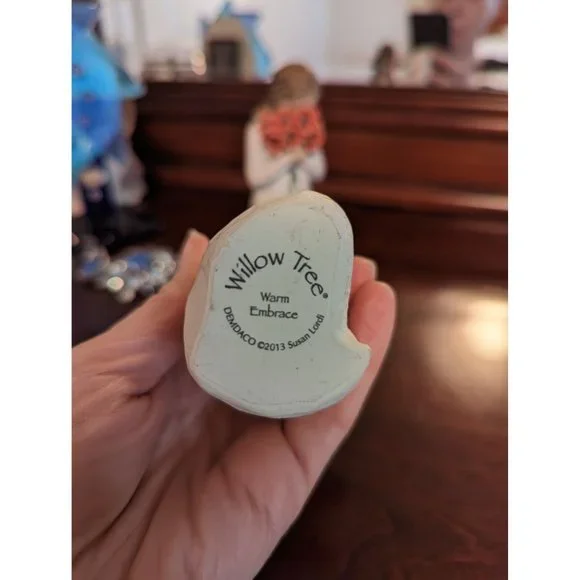 Willow Tree®
Warm
Embrace
DEMDACO ©2013 Susan Lordi